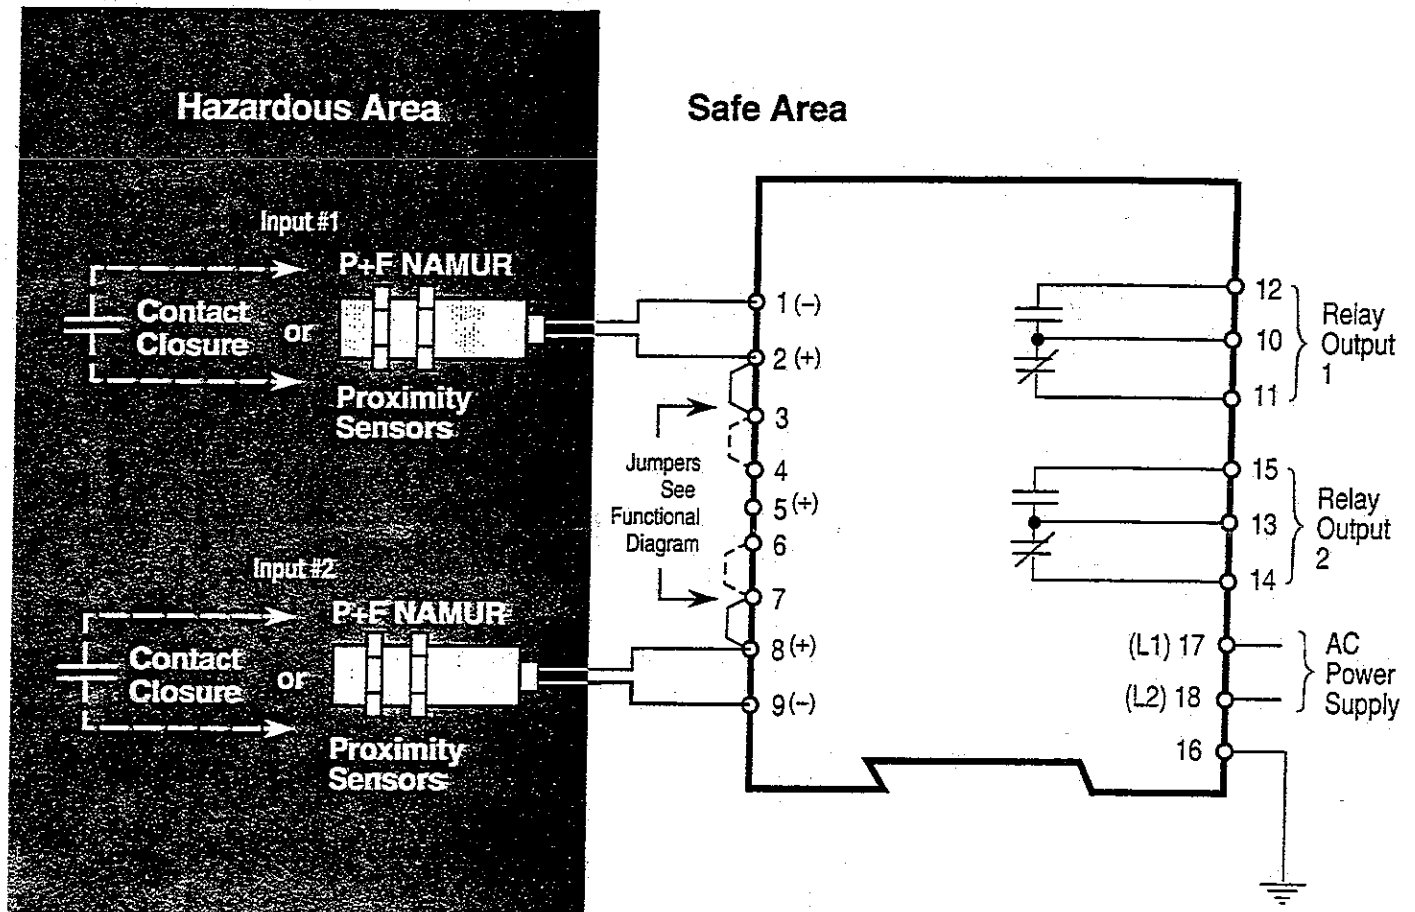 Hazardous Area
Safe Area
Input #1
P+F NAMUR
Contact
Closure
or
Proximity
Sensors
Input #2
P+F NAMUR
Contact
Closure
or
Proximity
Sensors
Jumpers
See
Functional
Diagram
1 (–)
2 (+)
3
4
5 (+)
6
7
8 (+)
9 (–)
12
10
11
Relay
Output
1
15
13
14
Relay
Output
2
(L1) 17
(L2) 18
16
AC
Power
Supply